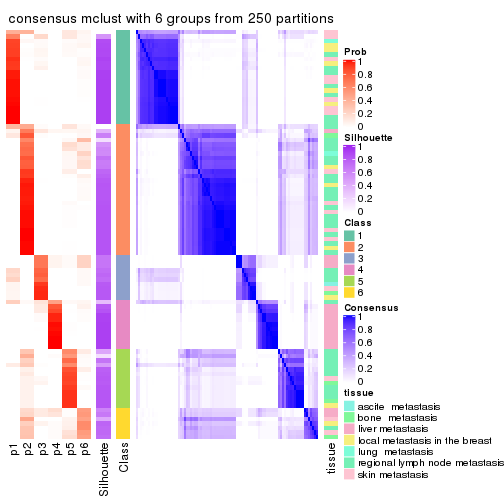 consensus mclust with 6 groups from 250 partitions
Prob
1
0.8
0.6
0.4
0.2
0
Silhouette
1
0.8
0.6
0.4
0.2
0
Class
1
2
3
4
5
6
Consensus
1
0.8
0.6
0.4
0.2
0
tissue
ascite metastasis
bone metastasis
liver metastasis
local metastasis in the breast
lung metastasis
regional lymph node metastasis
skin metastasis
p1
p2
p3
p4
p5
p6
Silhouette
Class
tissue